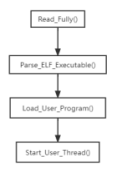 Read_Fully()
Parse_ELF_Executable()
Load_User_Program()
Start_User_Thread()